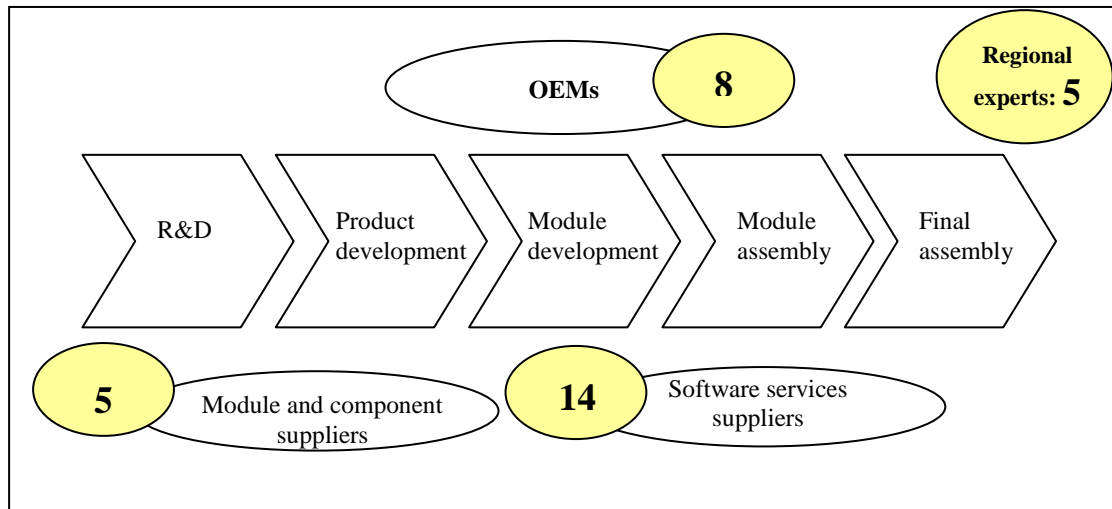 OEMs
8
Regional
experts: 5
R&D
Product
development
Module
development
Module
assembly
Final
assembly
5
Module and component
suppliers
14
Software services
suppliers